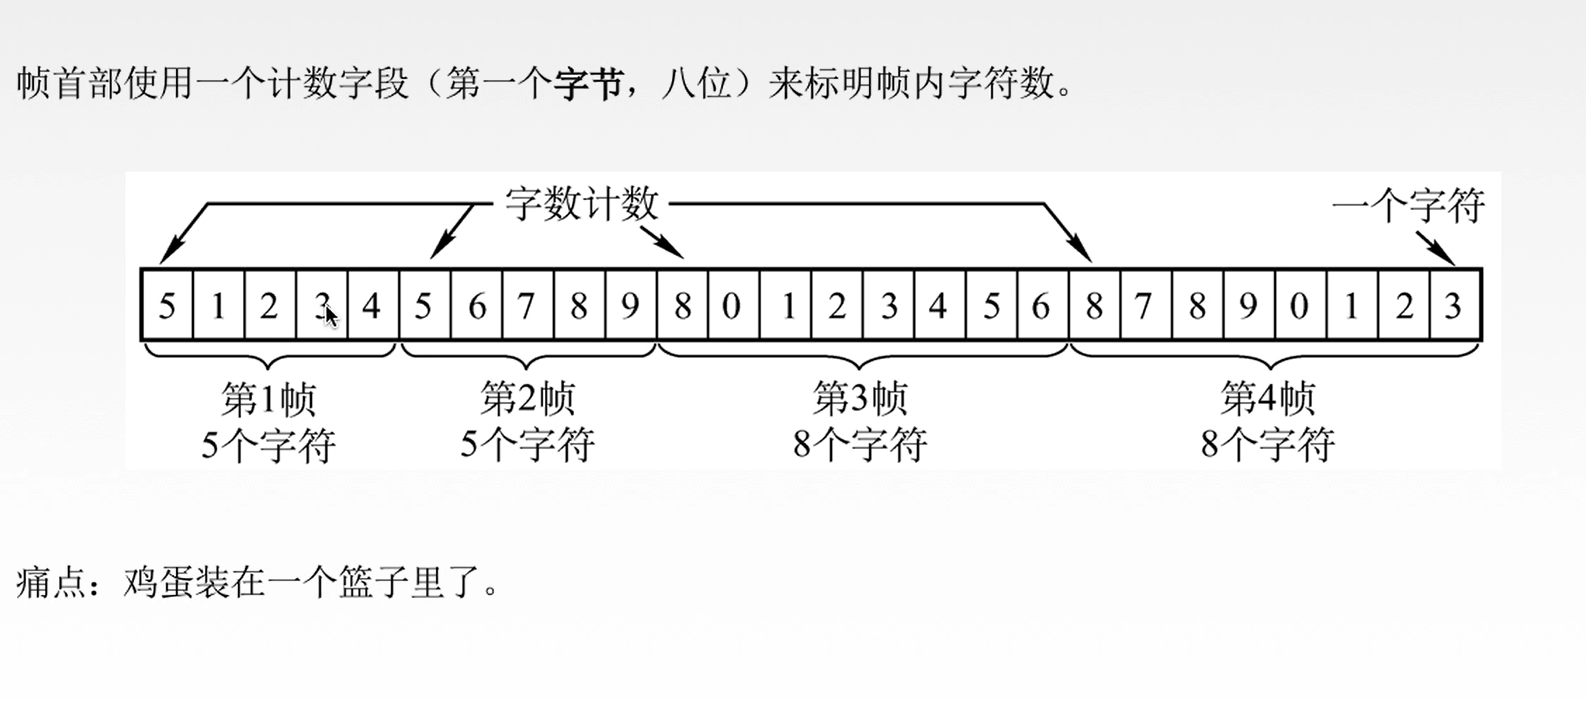 帧首部使用一个计数字段（第一个字节，八位）来标明帧内字符数。
字数计数
一个字符
5 1 2 3 4 5 6 7 8 9 8 0 1 2 3 4 5 6 8 7 8 9 0 1 2 3
第1帧 第2帧 第3帧 第4帧
5个字符 5个字符 8个字符 8个字符
痛点：鸡蛋装在一个篮子里了。